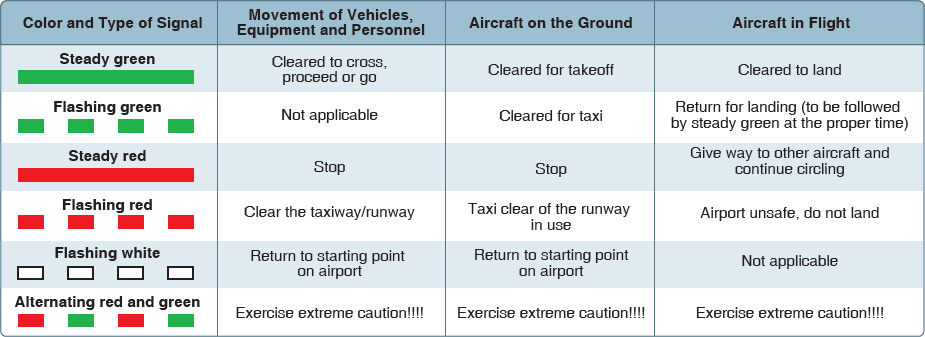 Color and Type of Signal
Movement of Vehicles,
Equipment and Personnel
Aircraft on the Ground
Aircraft in Flight
Steady green
Cleared to cross,
proceed or go
Cleared for takeoff
Cleared to land
Flashing green
Not applicable
Cleared for taxi
Return for landing (to be followed
by steady green at the proper time)
Steady red
Stop
Stop
Give way to other aircraft and
continue circling
Flashing red
Clear the taxiway/runway
Taxi clear of the runway
in use
Airport unsafe, do not land
Flashing white
Return to starting point
on airport
Return to starting point
on airport
Not applicable
Alternating red and green
Exercise extreme caution!!!!
Exercise extreme caution!!!!
Exercise extreme caution!!!!